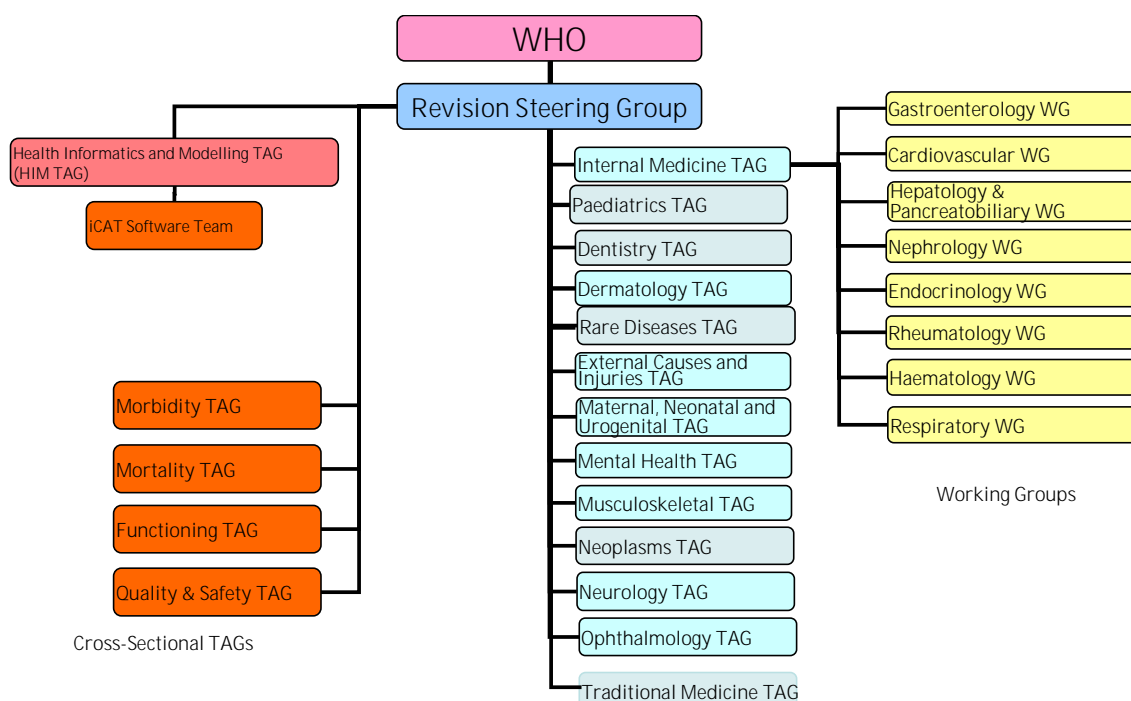 WHO
Revision Steering Group
Health Informatics and Modelling TAG
(HIM TAG)
iCAT Software Team
Morbidity TAG
Mortality TAG
Functioning TAG
Quality & Safety TAG
Cross-Sectional TAGs
Internal Medicine TAG
Paediatrics TAG
Dentistry TAG
Dermatology TAG
Rare Diseases TAG
External Causes and
Injuries TAG
Maternal, Neonatal and
Urogenital TAG
Mental Health TAG
Musculoskeletal TAG
Neoplasms TAG
Neurology TAG
Ophthalmology TAG
Traditional Medicine TAG
Gastroenterology WG
Cardiovascular WG
Hepatology &
Pancreatobiliary WG
Nephrology WG
Endocrinology WG
Rheumatology WG
Haematology WG
Respiratory WG
Working Groups